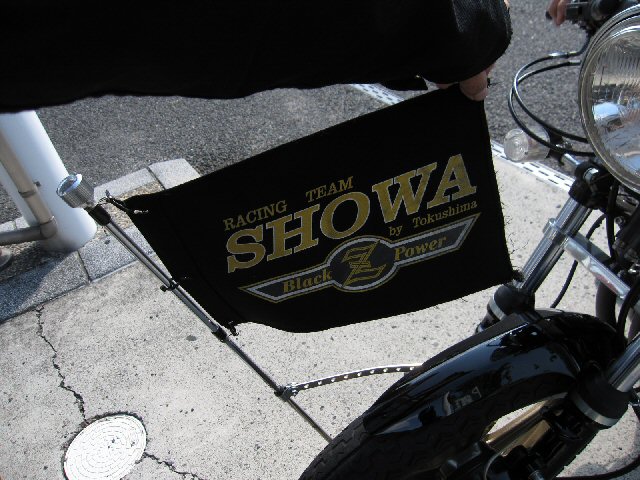 RACING TEAM
SHOWA
by Tokushima
Black Z Power